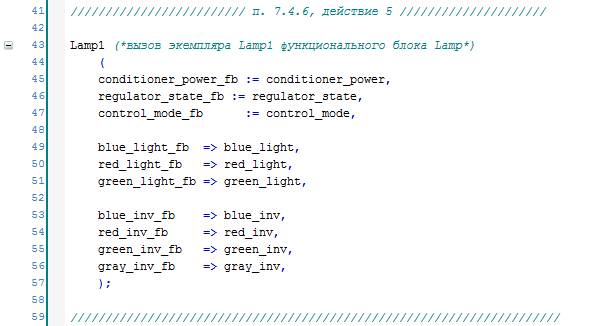 41 ///////////////////////// п. 7.4.6, действие 5 /////////////////////
42
43 Lamp1 (*вызов экземпляра Lamp1 функционального блока Lamp*)
44 (
45 conditioner_power_fb := conditioner_power,
46 regulator_state_fb := regulator_state,
47 control_mode_fb := control_mode,
48
49 blue_light_fb => blue_light,
50 red_light_fb => red_light,
51 green_light_fb => green_light,
52
53 blue_inv_fb => blue_inv,
54 red_inv_fb => red_inv,
55 green_inv_fb => green_inv,
56 gray_inv_fb => gray_inv,
57 );
58
59 //////////////////////////////////////////////////////////////////////